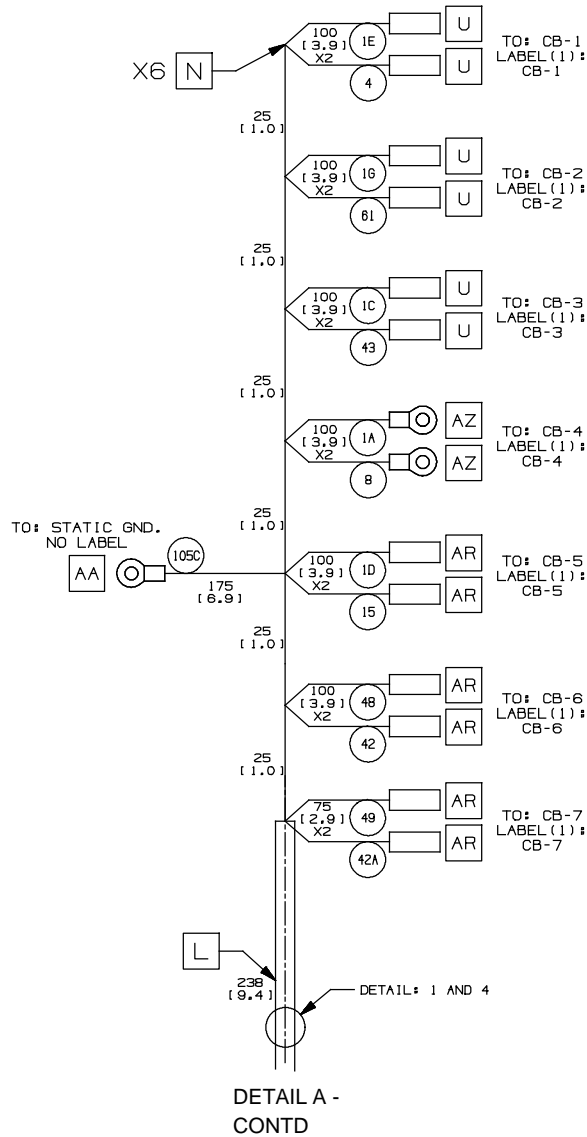 X6 N
100
[3.9]
X2
1E
4
U
U
TO: CB-1
LABEL(1):
CB-1
25
[1.0]
100
[3.9]
X2
1G
61
U
U
TO: CB-2
LABEL(1):
CB-2
25
[1.0]
100
[3.9]
X2
1C
43
U
U
TO: CB-3
LABEL(1):
CB-3
25
[1.0]
100
[3.9]
X2
1A
8
AZ
AZ
TO: CB-4
LABEL(1):
CB-4
25
[1.0]
TO: STATIC GND.
NO LABEL
AA
105C
175
[6.9]
100
[3.9]
X2
1D
15
AR
AR
TO: CB-5
LABEL(1):
CB-5
25
[1.0]
100
[3.9]
X2
48
42
AR
AR
TO: CB-6
LABEL(1):
CB-6
25
[1.0]
75
[2.9]
X2
49
42A
AR
AR
TO: CB-7
LABEL(1):
CB-7
L
238
[9.4]
DETAIL: 1 AND 4
DETAIL A -
CONTD